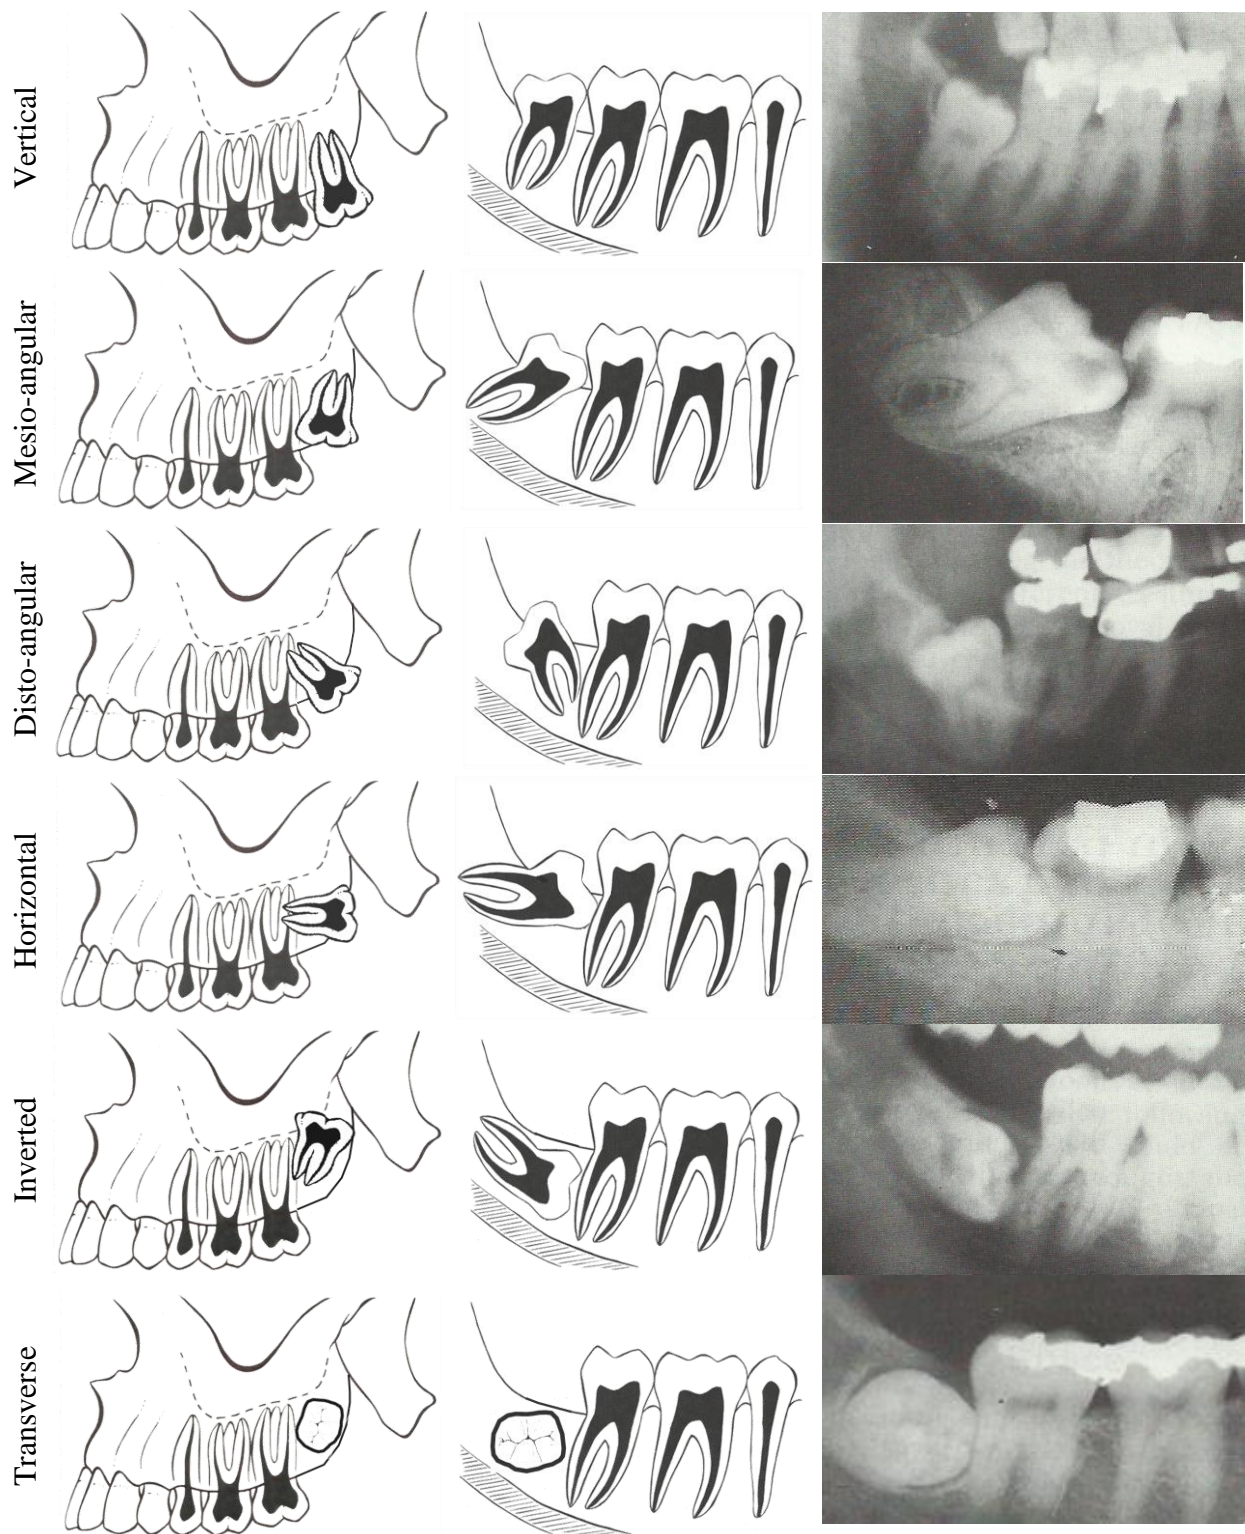 Vertical
Mesio-angular
Disto-angular
Horizontal
Inverted
Transverse